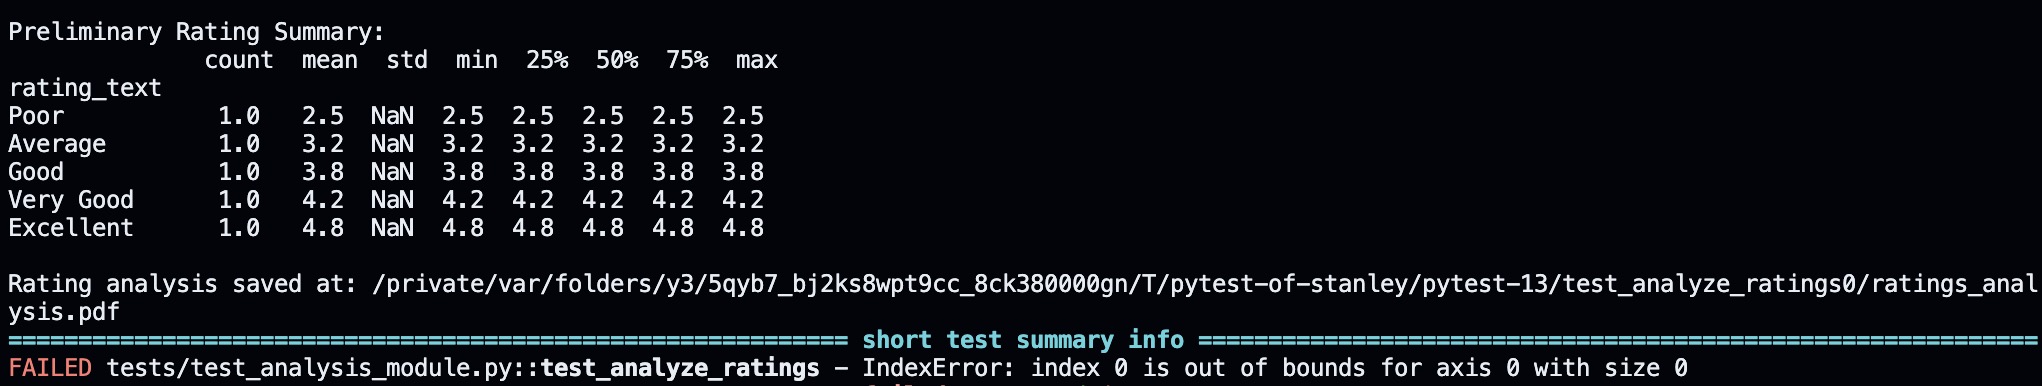 Preliminary Rating Summary:
count mean std min 25% 50% 75% max
rating_text
Poor 1.0 2.5 NaN 2.5 2.5 2.5 2.5 2.5
Average 1.0 3.2 NaN 3.2 3.2 3.2 3.2 3.2
Good 1.0 3.8 NaN 3.8 3.8 3.8 3.8 3.8
Very Good 1.0 4.2 NaN 4.2 4.2 4.2 4.2 4.2
Excellent 1.0 4.8 NaN 4.8 4.8 4.8 4.8 4.8
Rating analysis saved at: /private/var/folders/y3/5qyb7_bj2ks8wpt9cc_8ck380000gn/T/pytest-of-stanley/pytest-13/test_analyze_ratings0/ratings_anal
ysis.pdf
============================================================ short test summary info ============================================================
FAILED tests/test_analysis_module.py::test_analyze_ratings - IndexError: index 0 is out of bounds for axis 0 with size 0